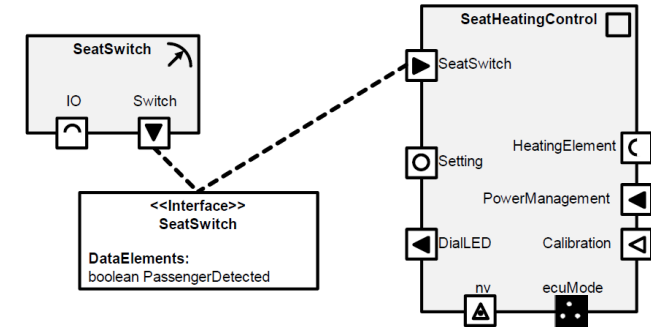 SeatSwitch
IO
Switch
<<Interface>>
SeatSwitch
DataElements:
boolean PassengerDetected
SeatHeatingControl
SeatSwitch
Setting
DialLED
HeatingElement
PowerManagement
Calibration
nv
ecuMode